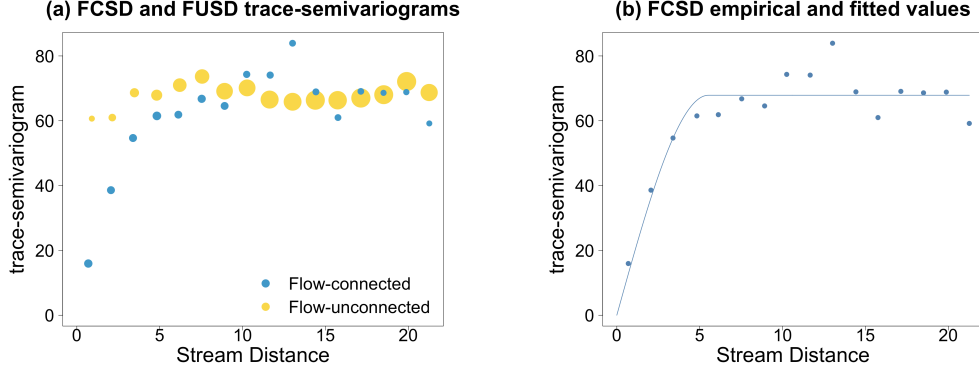 (a) FCSD and FUSD trace-semivariograms
80
60
40
20
0
trace-semivariogram
Flow-connected
Flow-unconnected
0 5 10 15 20
Stream Distance
(b) FCSD empirical and fitted values
80
60
40
20
0
trace-semivariogram
0 5 10 15 20
Stream Distance